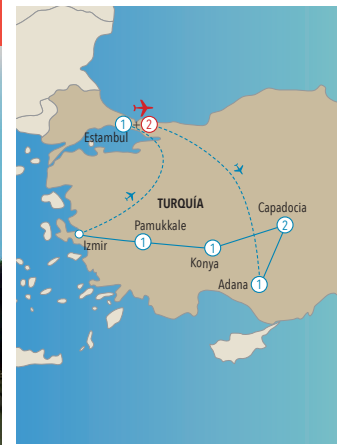 1 + 2
Estambul
TURQUÍA
Capadocia
2
Pamukkale
1
Izmir
1
Konya
Adana 1